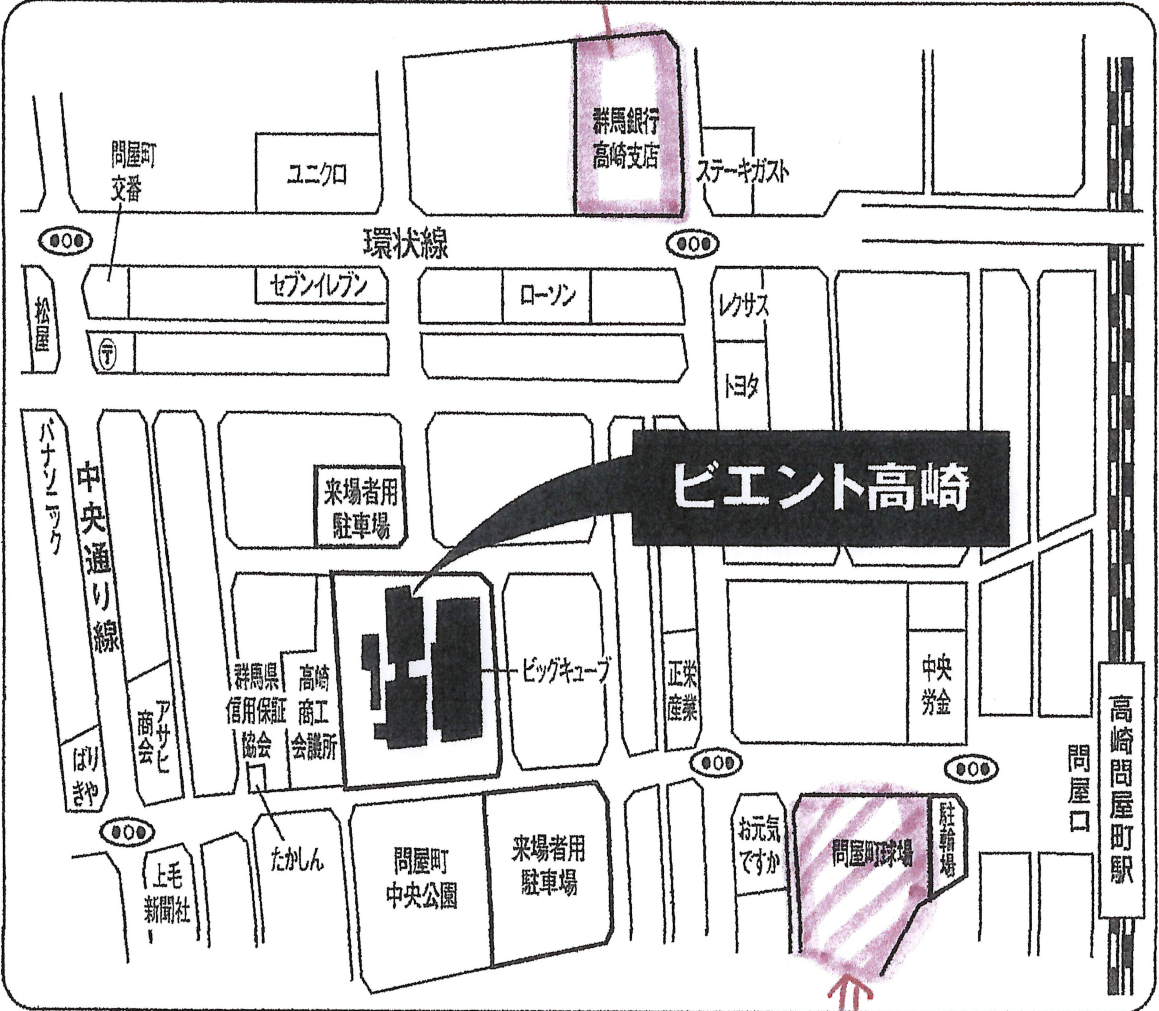 群馬銀行
高崎支店
問屋町
交番
ユニクロ
ステーキガスト
環状線
セブンイレブン
ローソン
レクサス
松屋
〒
トヨタ
パナソニック
中央通り線
来場者用
駐車場
ビエント高崎
ビッグキューブ
群馬県
信用保証
協会
高崎
商工
会議所
正栄
産業
中央
労金
アサヒ
商会
ぱり
きや
高崎問屋町駅
問屋口
たかしん
上毛
新聞社
問屋町
中央公園
来場者用
駐車場
お元気
ですか
問屋町球場
駐輪場